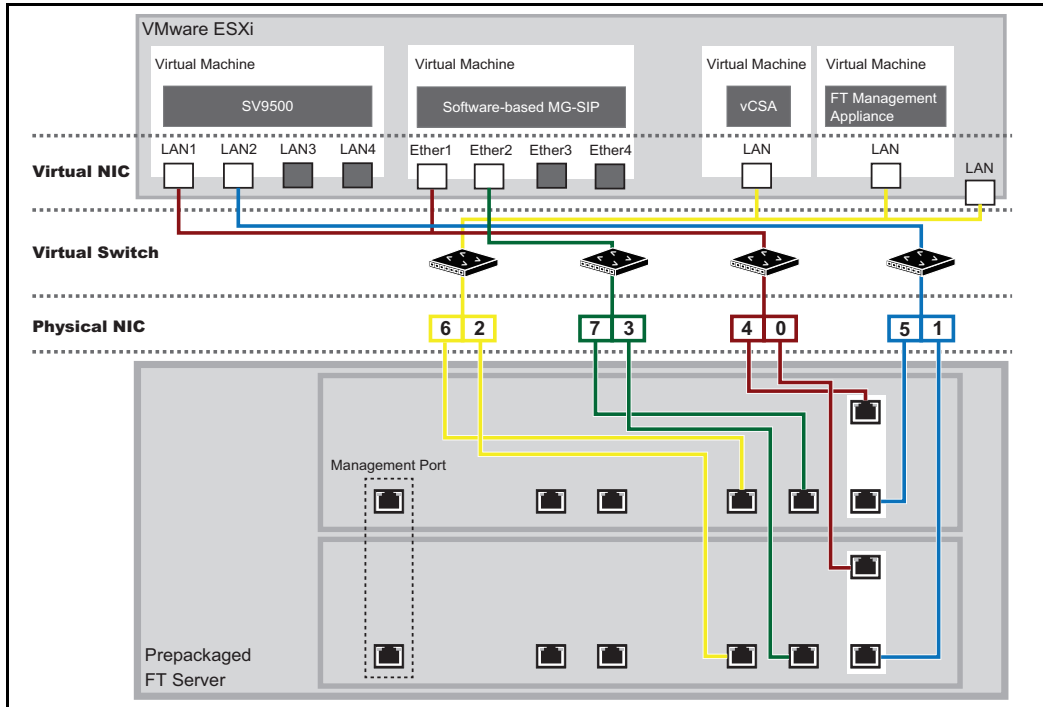 VMware ESXi
Virtual Machine
Virtual Machine
Virtual Machine
Virtual Machine
SV9500
Software-based MG-SIP
vCSA
FT Management
Appliance
LAN1 LAN2 LAN3 LAN4
Ether1 Ether2 Ether3 Ether4
LAN
LAN
LAN
Virtual NIC
Virtual Switch
Physical NIC
6 2
7 3
4 0
5 1
Management Port
Prepackaged
FT Server